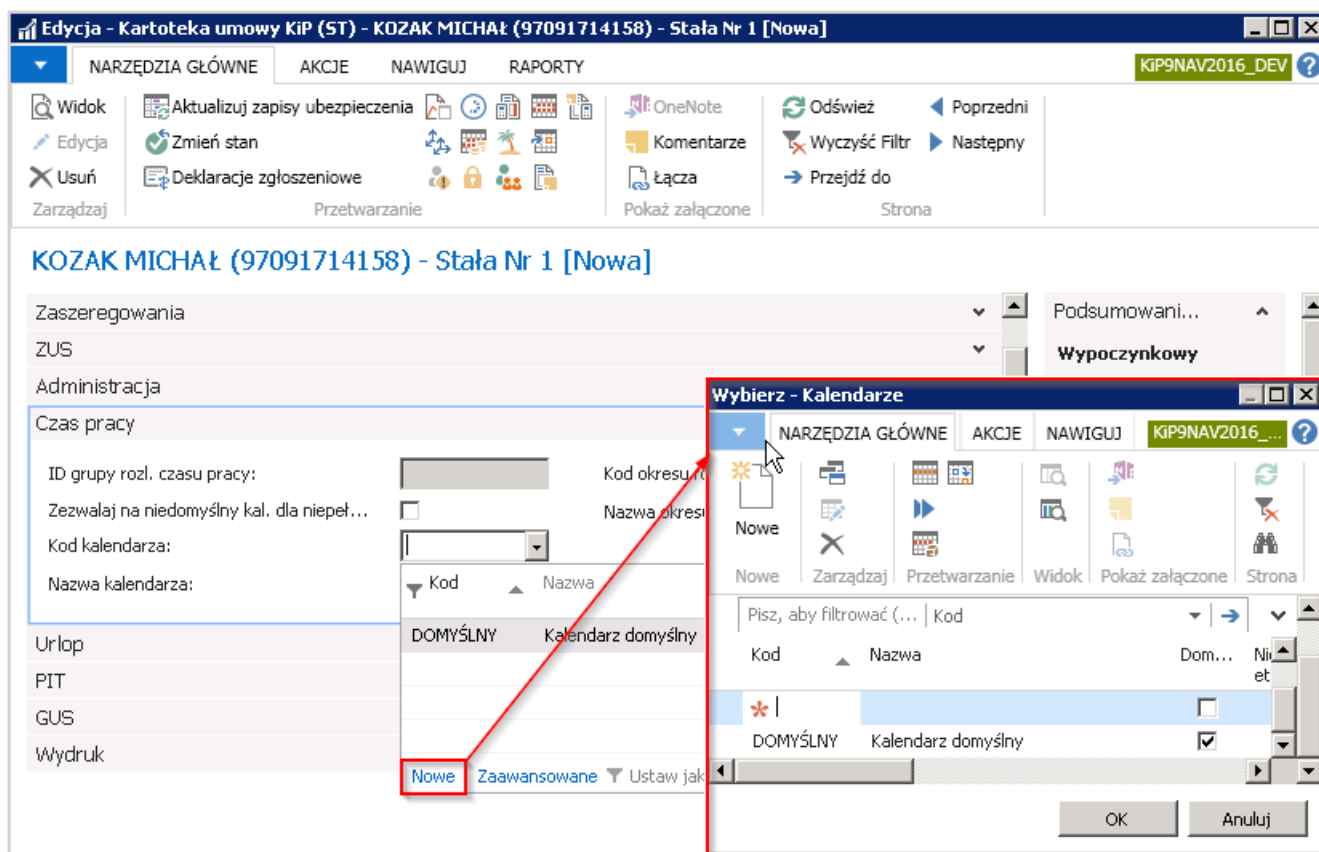 Edycja - Kartoteka umowy KiP (ST) - KOZAK MICHAŁ (97091714158) - Stała Nr 1 [Nowa]
NARZĘDZIA GŁÓWNE AKCJE NAWIGUJ RAPORTY KiP9NAV2016_DEV ?
Widok Aktualizuj zapisy ubezpieczenia OneNote Odśwież Poprzedni
Edycja Zmień stan Komentarze Wyczyść Filtr Następny
Usuń Deklaracje zgłoszeniowe Łącza Przejdź do
Zarządzaj Przetwarzanie Pokaż załączone Strona
KOZAK MICHAŁ (97091714158) - Stała Nr 1 [Nowa]
Zaszeregowania
ZUS
Administracja
Czas pracy
ID grupy rozl. czasu pracy: Kod okresu
Zezwalaj na niedomyślny kal. dla niepeł... Nazwa okresu
Kod kalendarza:
Nazwa kalendarza:
Kod Nazwa
DOMYŚLNY Kalendarz domyślny
Nowe Zaawansowane Ustaw jak
Urlop
PIT
GUS
Wydruk
Podsumowani...
Wypoczynkowy
Wybierz - Kalendarze
NARZĘDZIA GŁÓWNE AKCJE NAWIGUJ KiP9NAV2016_... ?
Nowe
Nowe Zarządzaj Przetwarzanie Widok Pokaż załączone Strona
Pisz, aby filtrować (... Kod
Kod Nazwa Dom... Nie
et
DOMYŚLNY Kalendarz domyślny
OK Anuluj